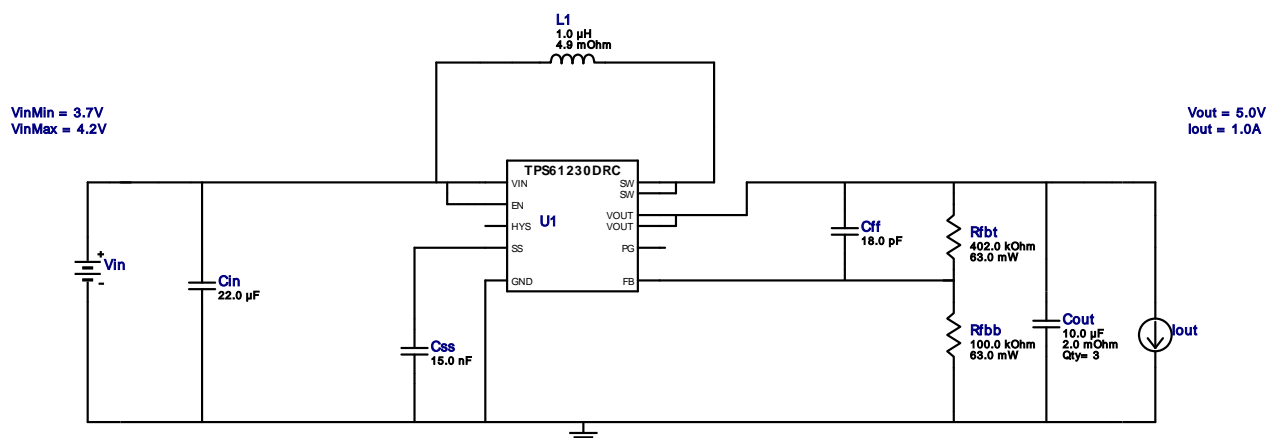 L1
1.0 µH
4.9 mOhm
VinMin = 3.7V
VinMax = 4.2V
Vout = 5.0V
Iout = 1.0A
TPS61230DRC
VIN
SW
SW
EN
VOUT
HYS
U1
VOUT
SS
PG
GND
FB
+
Vin
-
Cin
22.0 µF
Css
15.0 nF
Cff
18.0 pF
Rfbt
402.0 kOhm
63.0 mW
Rfbb
100.0 kOhm
63.0 mW
Cout
10.0 µF
2.0 mOhm
Qty= 3
Iout